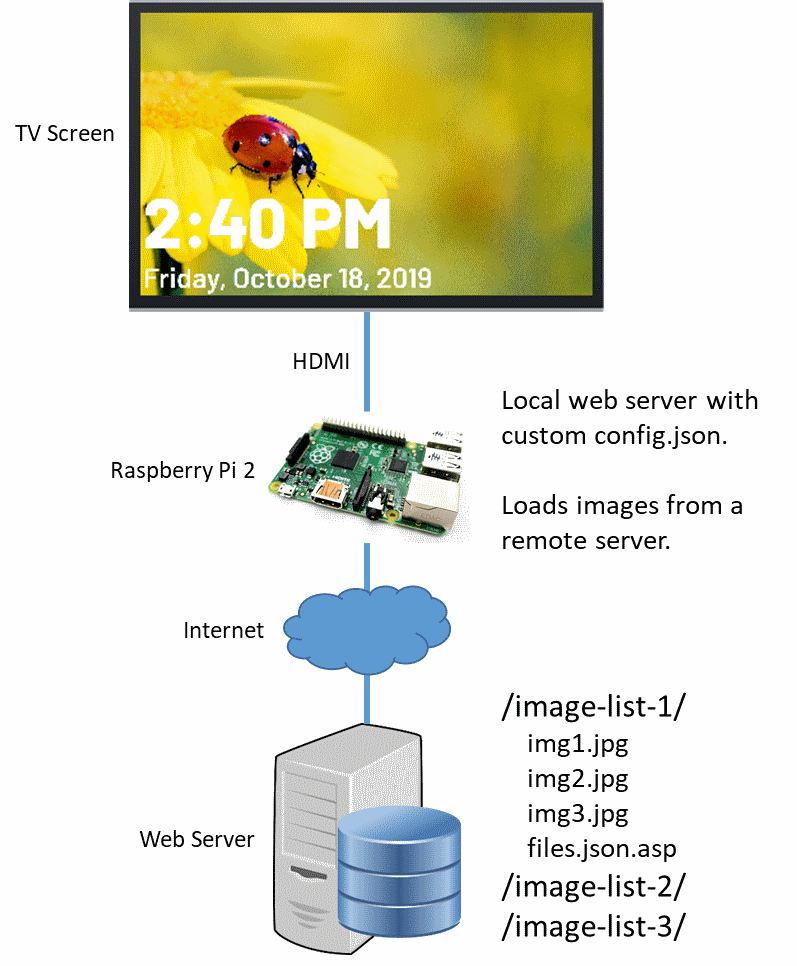 TV Screen
2:40 PM
Friday, October 18, 2019
HDMI
Raspberry Pi 2
Local web server with
custom config.json.
Loads images from a
remote server.
Internet
Web Server
/image-list-1/
img1.jpg
img2.jpg
img3.jpg
files.json.asp
/image-list-2/
/image-list-3/